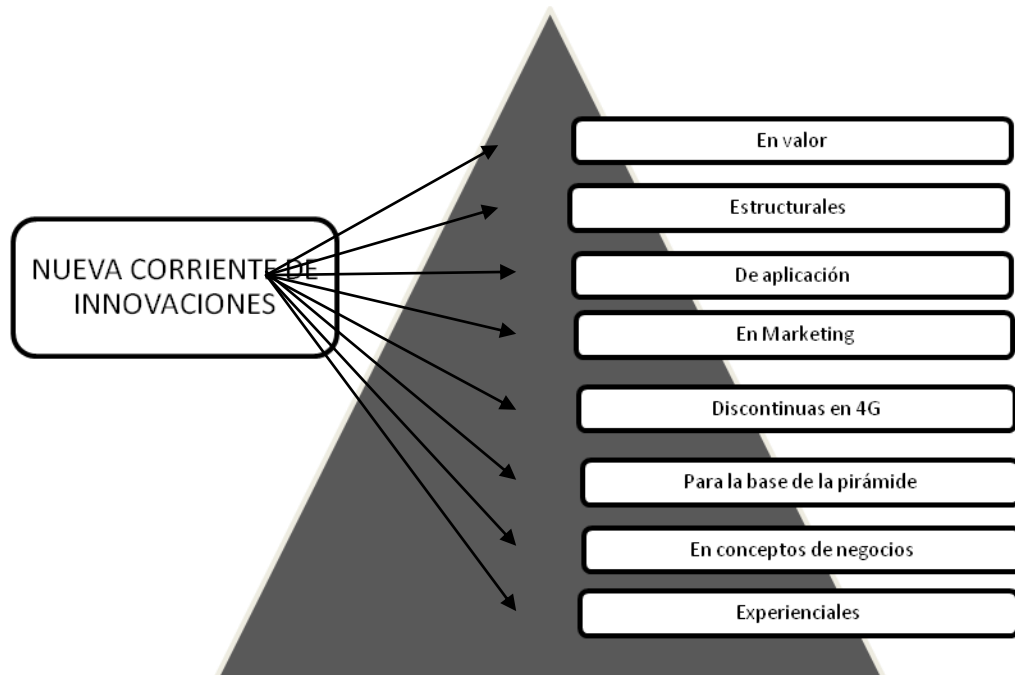 NUEVA CORRIENTE DE
INNOVACIONES
En valor
Estructurales
De aplicación
En Marketing
Discontinuas en 4G
Para la base de la pirámide
En conceptos de negocios
Experienciales